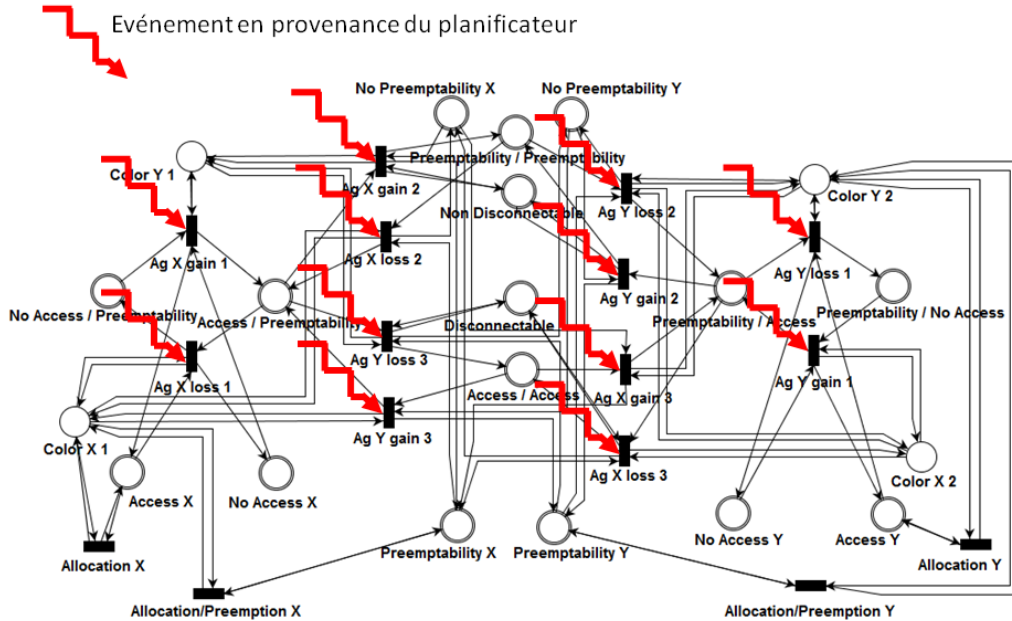 Evénement en provenance du planificateur
No Preemptability X
No Preemptability Y
Preemptability / Preemptability
Color Y 1
Ag X gain 2
Color Y 2
Non Disconnectable
Ag Y loss 2
Ag X gain 1
Ag X loss 2
Ag Y loss 1
Ag Y gain 2
No Access / Preemptability
Access / Preemptability
Disconnectable
Preemptability / Access
Preemptability / No Access
Ag Y loss 3
Ag X loss 1
Ag Y gain 1
Access / Access
Ag X gain 3
Ag Y gain 3
Color X 1
Ag X loss 3
Color X 2
Access X
No Access X
No Access Y
Access Y
Preemptability X
Preemptability Y
Allocation X
Allocation Y
Allocation/Preemption X
Allocation/Preemption Y